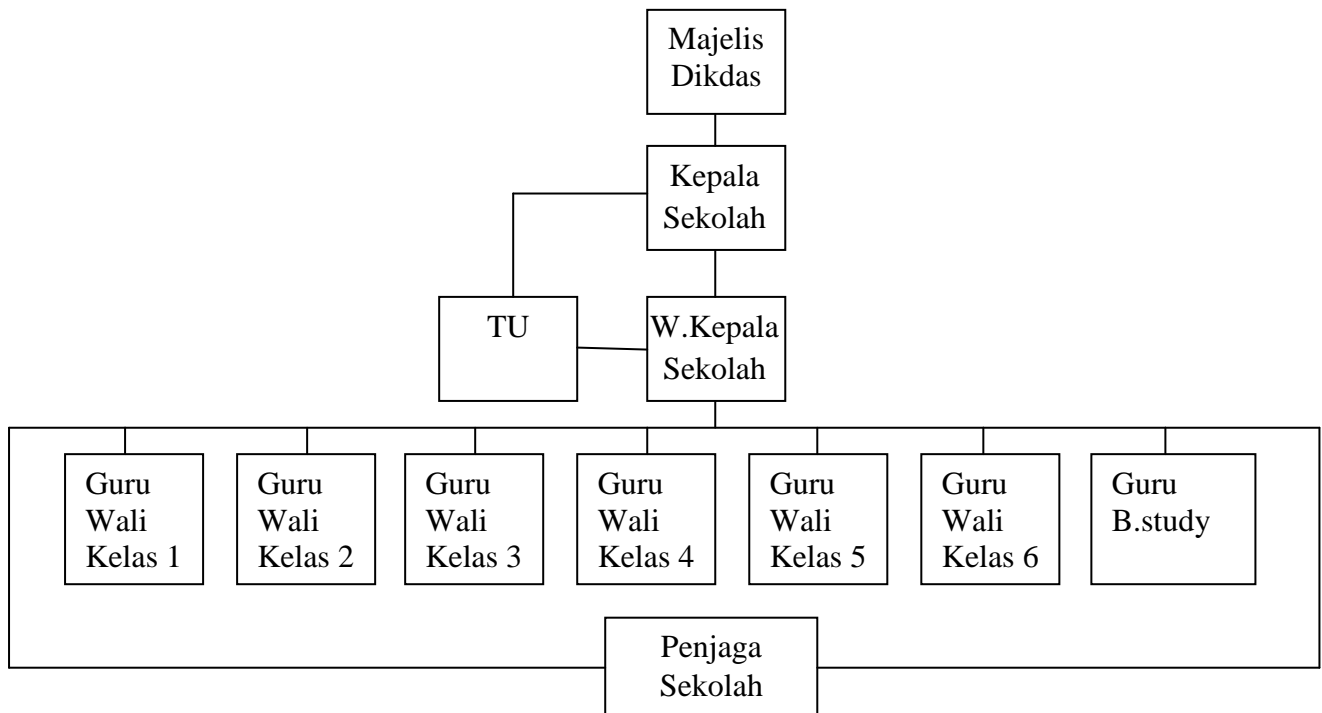 Majelis
Dikdas
Kepala
Sekolah
TU
W.Kepala
Sekolah
Guru
Wali
Kelas 1
Guru
Wali
Kelas 2
Guru
Wali
Kelas 3
Guru
Wali
Kelas 4
Guru
Wali
Kelas 5
Guru
Wali
Kelas 6
Guru
B.study
Penjaga
Sekolah